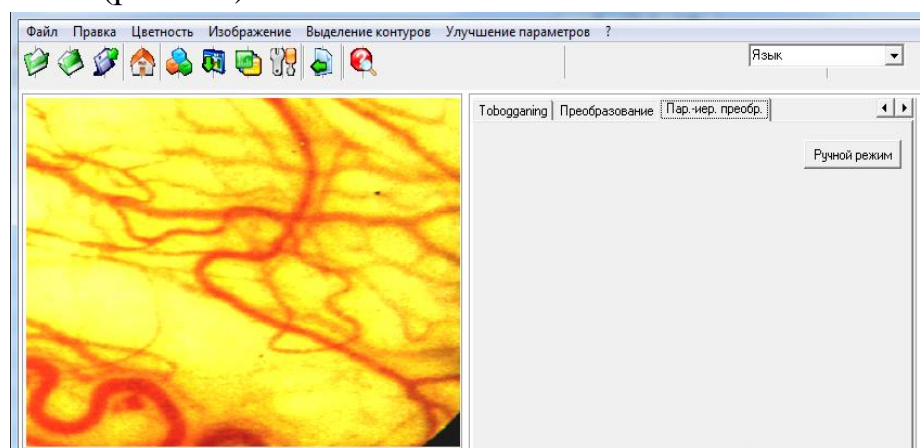 Файл Правка Цветность Изображение Выделение контуров Улучшение параметров ?
Язык
Tobogganing Преобразование Пар.-иер. преобр.
Ручной режим